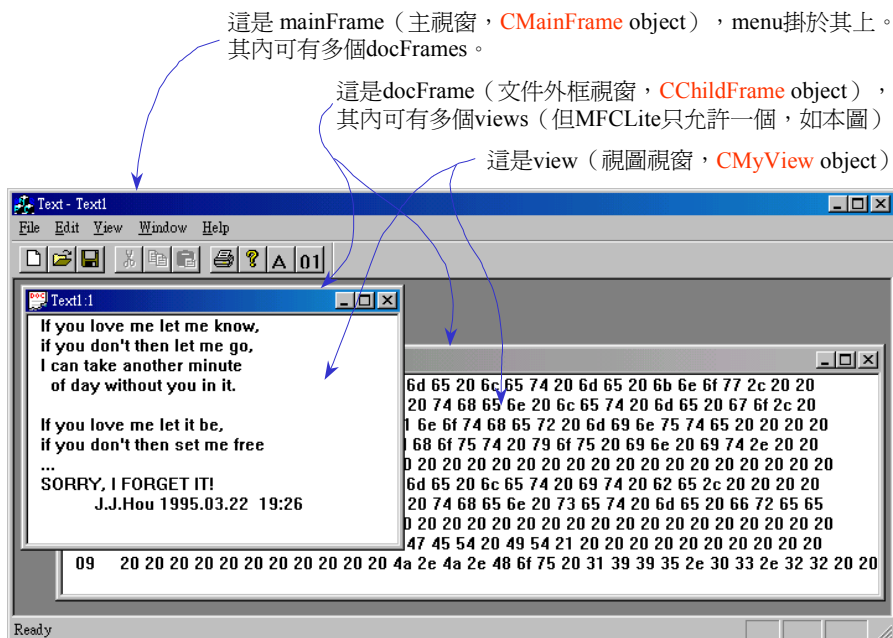 這是 mainFrame（主視窗，CMainFrame object），menu掛於其上。
其內可有多個docFrames。
這是docFrame（文件外框視窗，CChildFrame object），
其內可有多個views（但MFCLite只允許一個，如本圖）
這是view（視圖視窗，CMyView object）
Text - Text1
File Edit View Window Help
A 01
DOC
Text1:1
If you love me let me know,
if you don't then let me go,
I can take another minute
of day without you in it.
If you love me let it be,
if you don't then set me free
...
SORRY, I FORGET IT!
J.J.Hou 1995.03.22 19:26
6d 65 20 6c 65 74 20 6d 65 20 6b 6e 6f 77 2c 20 20
20 74 68 65 6e 20 6c 65 74 20 6d 65 20 67 6f 2c 20
6e 6f 74 68 65 72 20 6d 69 6e 75 74 65 20 20 20 20
68 6f 75 74 20 79 6f 75 20 69 6e 20 69 74 2e 20 20
20 20 20 20 20 20 20 20 20 20 20 20 20 20 20 20 20
6d 65 20 6c 65 74 20 69 74 20 62 65 2c 20 20 20 20
20 74 68 65 6e 20 73 65 74 20 6d 65 20 66 72 65 65
20 20 20 20 20 20 20 20 20 20 20 20 20 20 20 20 20
47 45 54 20 49 54 21 20 20 20 20 20 20 20 20 20 20
09 20 20 20 20 20 20 20 20 20 20 20 20 4a 2e 4a 2e 48 6f 75 20 31 39 39 35 2e 30 33 2e 32 32 20 20
Ready